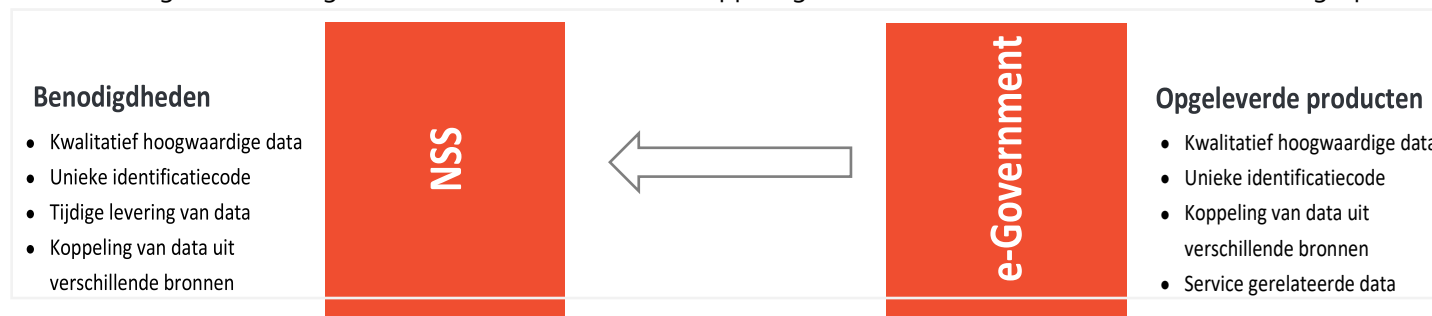 Benodigdheden
• Kwalitatief hoogwaardige data
• Unieke identificatiecode
• Tijdige levering van data
• Koppeling van data uit
verschillende bronnen
NSS
e-Government
Opgeleverde producten
• Kwalitatief hoogwaardige data
• Unieke identificatiecode
• Koppeling van data uit
verschillende bronnen
• Service gerelateerde data